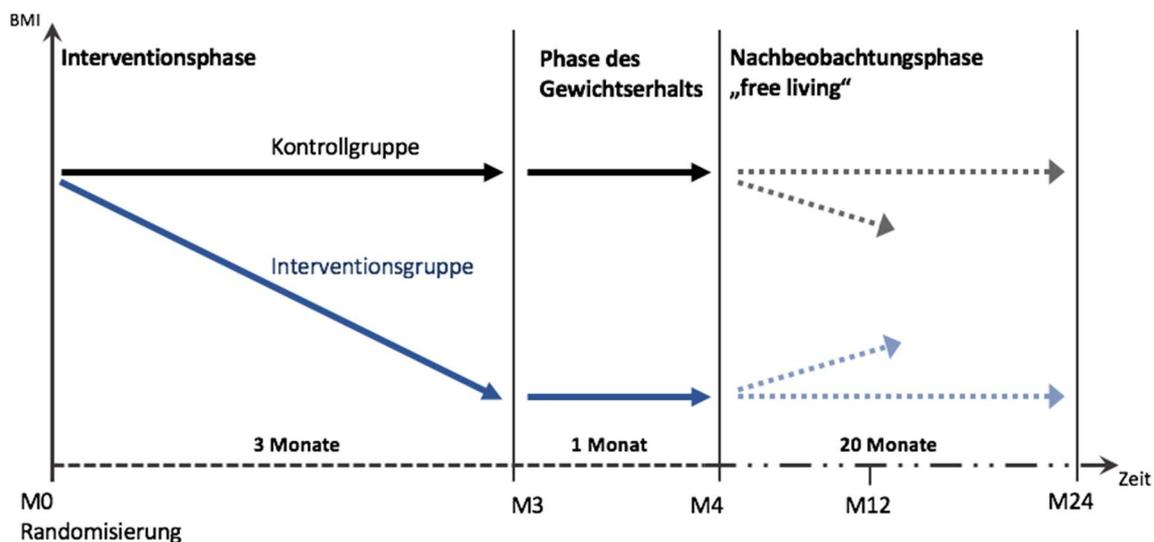 BMI
Interventionsphase
Phase des
Gewichtserhalts
Nachbeobachtungsphase
„free living“
Kontrollgruppe
Interventionsgruppe
3 Monate
1 Monat
20 Monate
Zeit
M0
Randomisierung
M3
M4
M12
M24